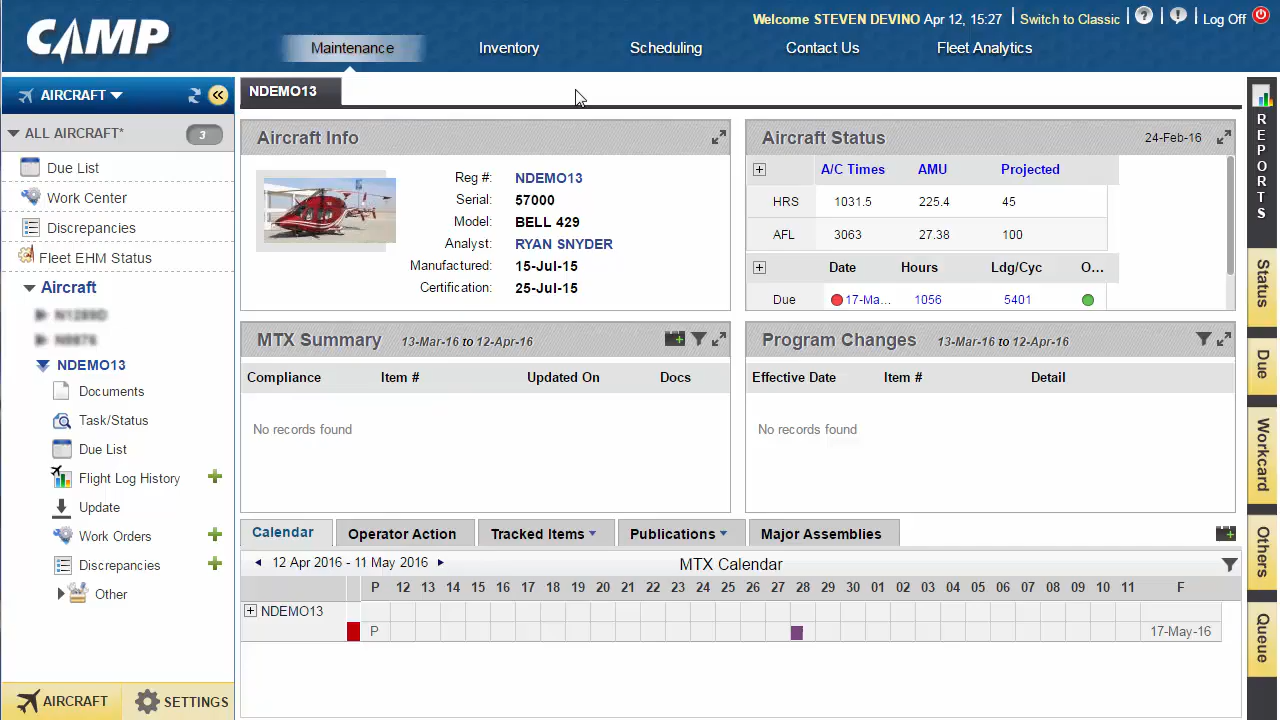 CAMP
Welcome STEVEN DEVINO Apr 12, 15:27 Switch to Classic ? ! Log Off
Maintenance Inventory Scheduling Contact Us Fleet Analytics
AIRCRAFT
ALL AIRCRAFT* 3
Due List
Work Center
Discrepancies
Fleet EHM Status
Aircraft
NDEMO13
Documents
Task/Status
Due List
Flight Log History
Update
Work Orders
Discrepancies
Other
AIRCRAFT SETTINGS
NDEMO13
Aircraft Info
Reg #: NDEMO13
Serial: 57000
Model: BELL 429
Analyst: RYAN SNYDER
Manufactured: 15-Jul-15
Certification: 25-Jul-15
Aircraft Status 24-Feb-16
A/C Times AMU Projected
HRS 1031.5 225.4 45
AFL 3063 27.38 100
Date Hours Ldg/Cyc O...
Due 17-Ma... 1056 5401
MTX Summary 13-Mar-16 to 12-Apr-16
Compliance Item # Updated On Docs
No records found
Program Changes 13-Mar-16 to 12-Apr-16
Effective Date Item # Detail
No records found
Calendar Operator Action Tracked Items Publications Major Assemblies
12 Apr 2016 - 11 May 2016 MTX Calendar
P 12 13 14 15 16 17 18 19 20 21 22 23 24 25 26 27 28 29 30 01 02 03 04 05 06 07 08 09 10 11 F
NDEMO13
P 17-May-16
REPORTS
Status
Due
Workcard
Others
Queue